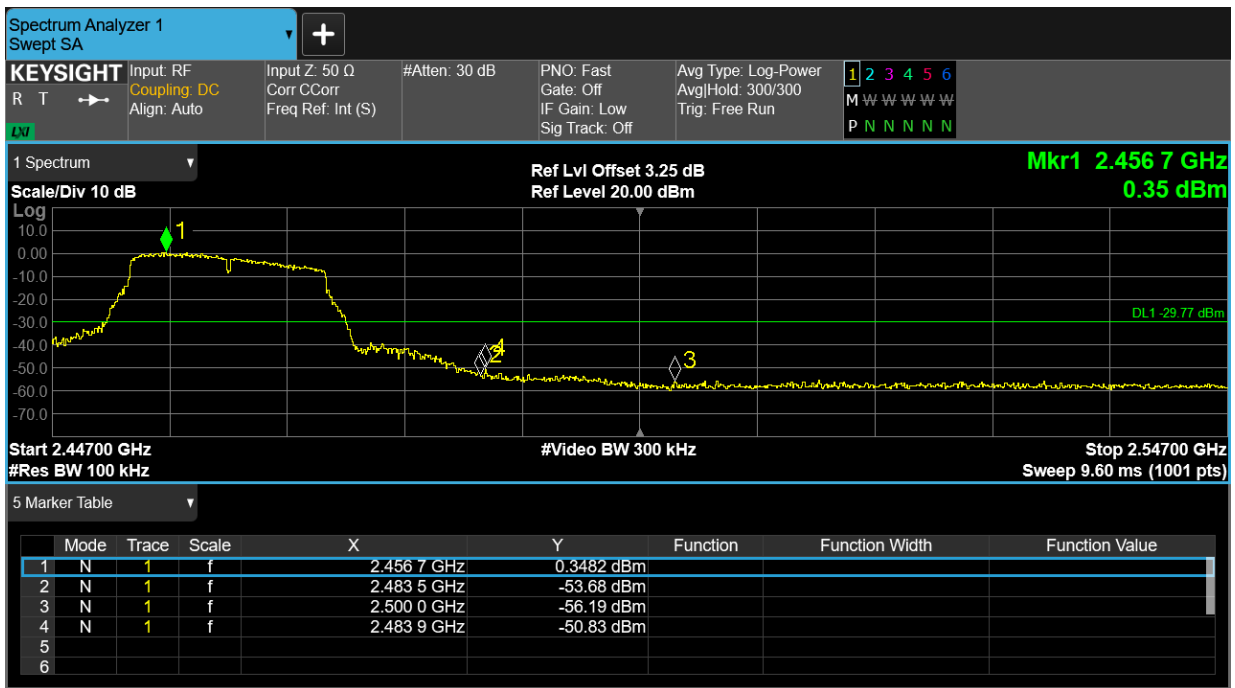 Spectrum Analyzer 1
Swept SA
+
KEYSIGHT Input: RF Input Z: 50 Ω #Atten: 30 dB PNO: Fast Avg Type: Log-Power 1 2 3 4 5 6
R T Coupling: DC Corr CCorr Gate: Off Avg|Hold: 300/300 M W W W W W
Align: Auto Freq Ref: Int (S) IF Gain: Low Trig: Free Run
LXI Sig Track: Off P N N N N N N
1 Spectrum Ref Lvl Offset 3.25 dB Mkr1 2.456 7 GHz
Scale/Div 10 dB Ref Level 20.00 dBm 0.35 dBm
Log
10.0 1
0.00
-10.0
-20.0
-30.0 DL1 -29.77 dBm
-40.0 4
2
-50.0 3
-60.0
-70.0
Start 2.44700 GHz #Video BW 300 kHz Stop 2.54700 GHz
#Res BW 100 kHz Sweep 9.60 ms (1001 pts)
5 Marker Table
Mode Trace Scale X Y Function Function Width Function Value
1 N 1 f 2.456 7 GHz 0.3482 dBm
2 N 1 f 2.483 5 GHz -53.68 dBm
3 N 1 f 2.500 0 GHz -56.19 dBm
4 N 1 f 2.483 9 GHz -50.83 dBm
5
6